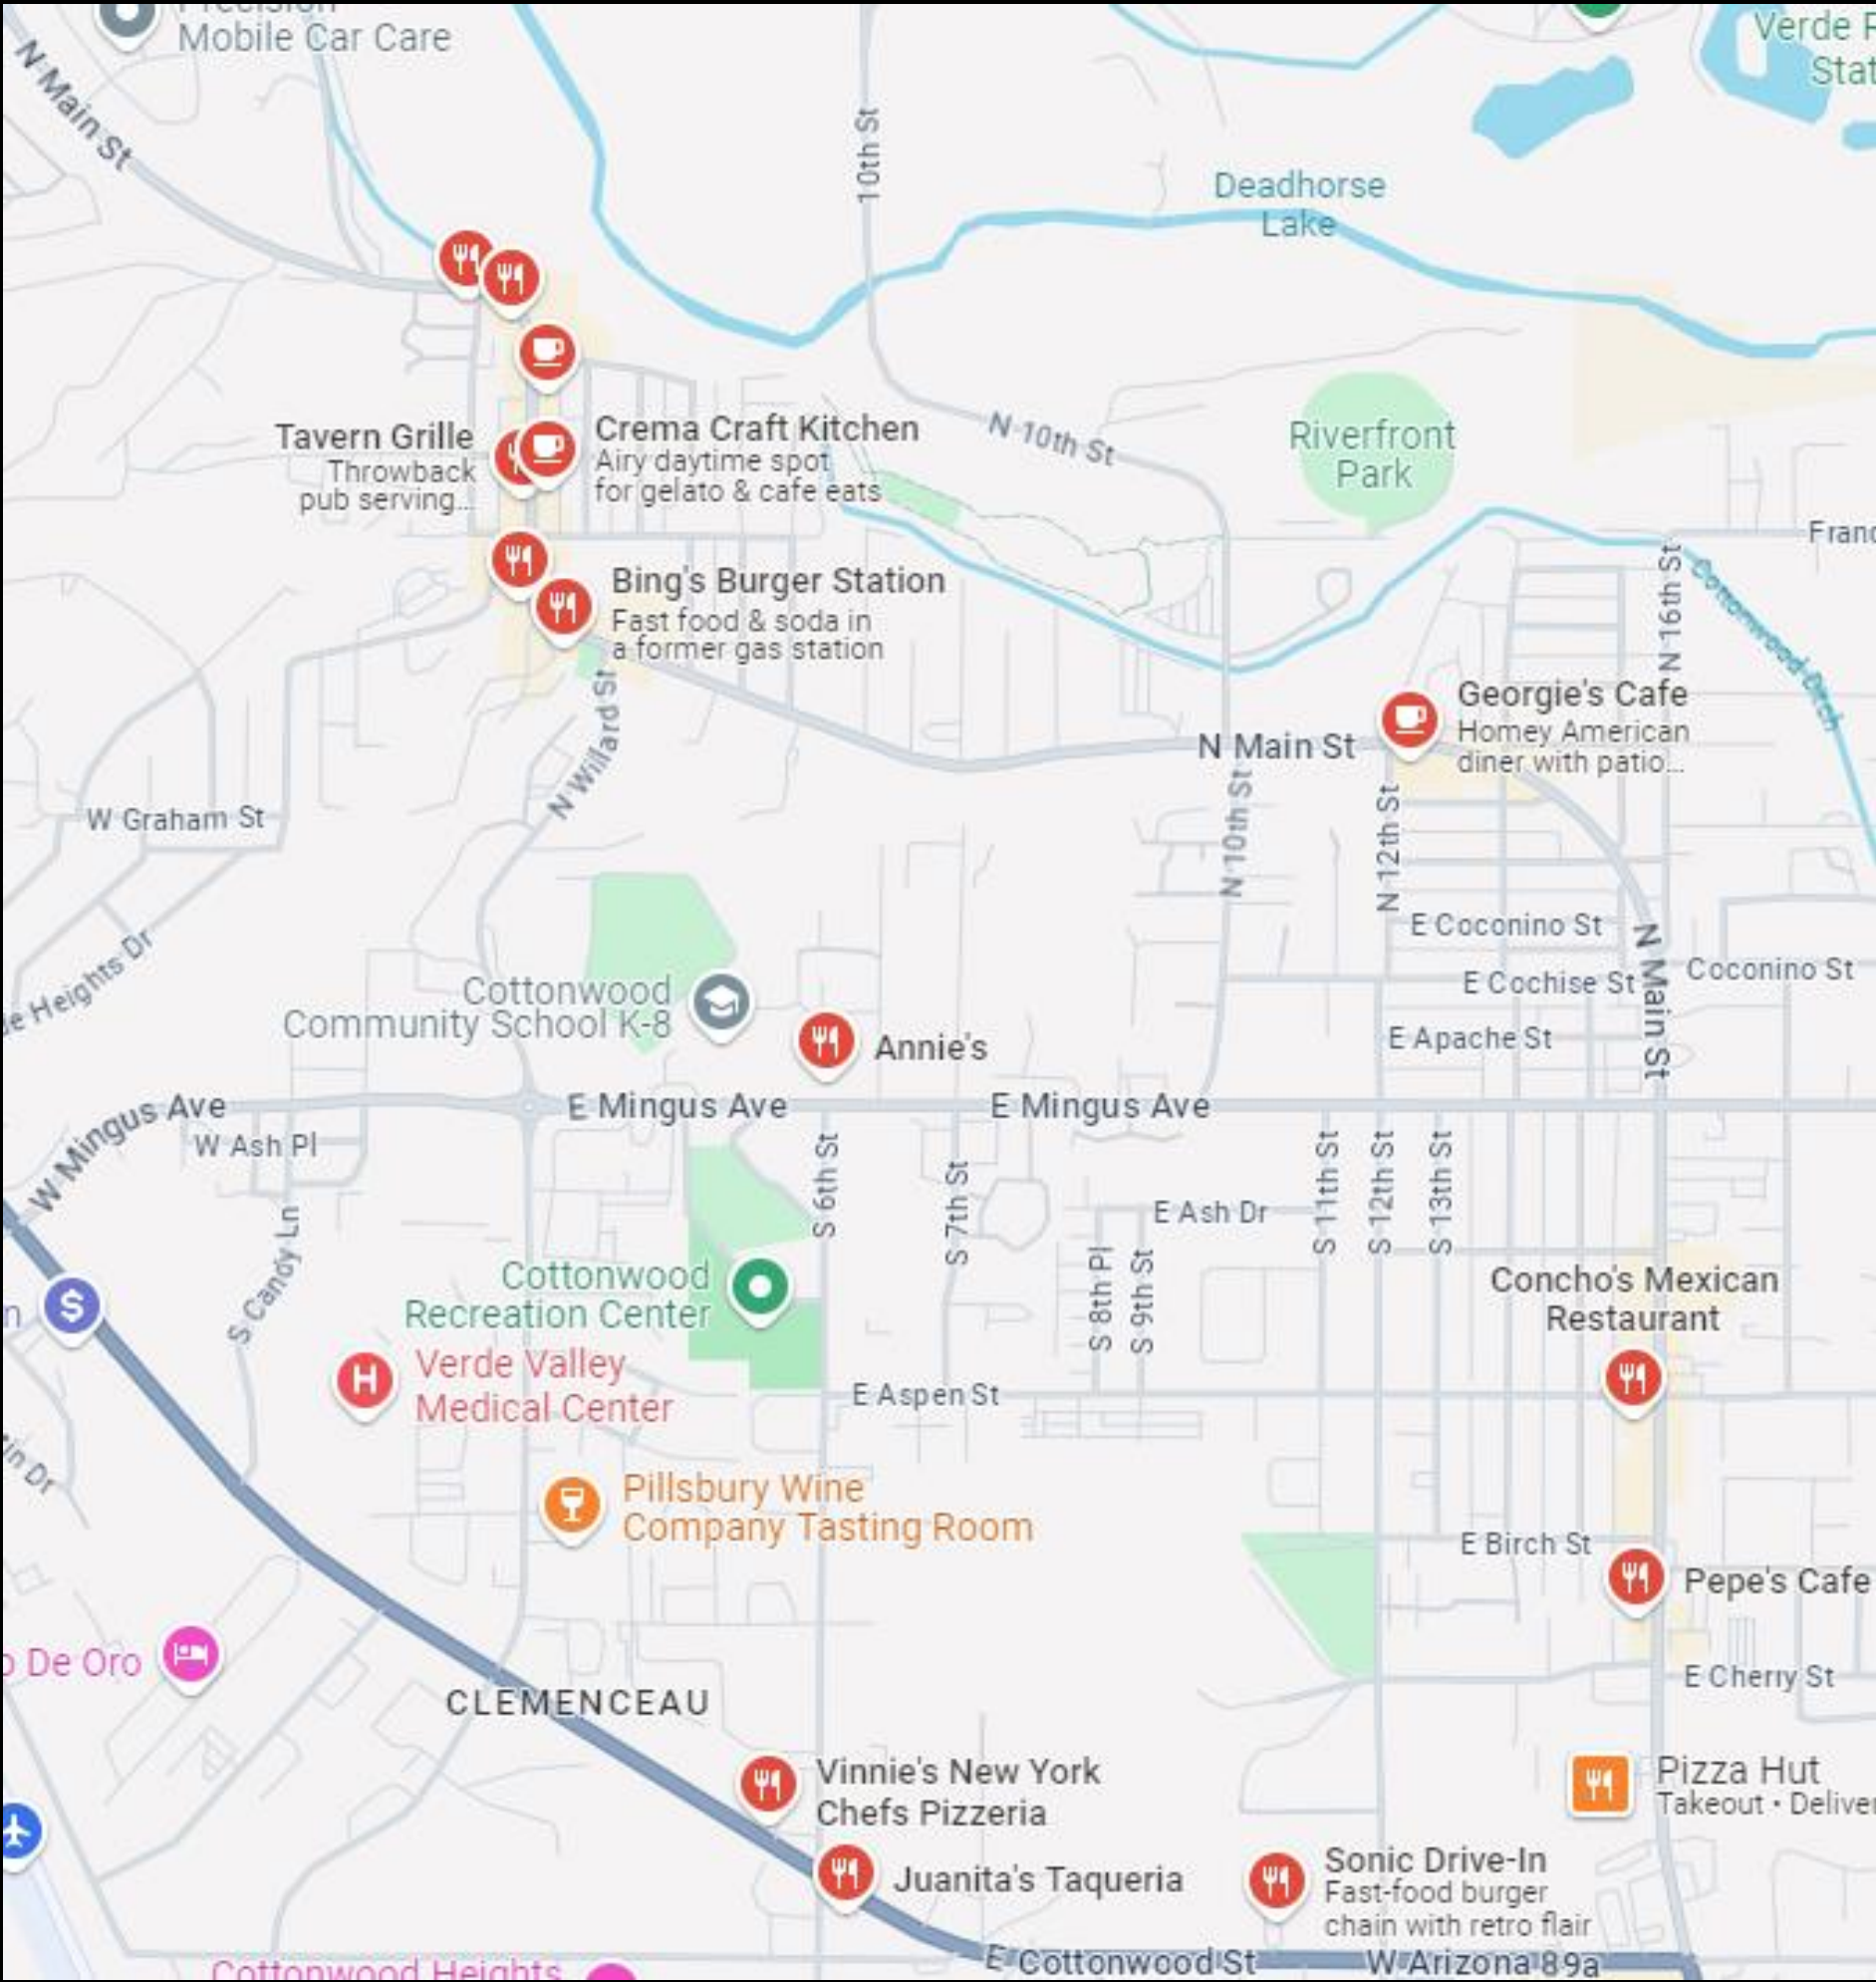 Mobile Car Care
N Main St
Verde
Deadhorse
Lake
10th St
Tavern Grille
Throwback
pub serving...
Crema Craft Kitchen
Airy daytime spot
for gelato & cafe eats
N 10th St
Riverfront
Park
Bing's Burger Station
Fast food & soda in
a former gas station
N 16th St
Cottonwood Ditch
N Willard St
Georgie's Cafe
Homey American
diner with patio...
N Main St
W Graham St
N 10th St
N 12th St
E Coconino St
N Main St
Coconino St
E Cochise St
Heights Dr
Cottonwood
Community School K-8
Annie's
E Apache St
W Mingus Ave
E Mingus Ave
E Mingus Ave
W Ash Pl
S 6th St
S 7th St
E Ash Dr
S 11th St
S 12th St
S 13th St
S Candy Ln
S 8th Pl
S 9th St
Cottonwood
Recreation Center
Concho's Mexican
Restaurant
Verde Valley
Medical Center
E Aspen St
Dr
Pillsbury Wine
Company Tasting Room
E Birch St
Pepe's Cafe
De Oro
CLEMENCEAU
E Cherry St
Vinnie's New York
Chefs Pizzeria
Pizza Hut
Takeout •
Juanita's Taqueria
Sonic Drive-In
Fast-food burger
chain with retro flair
E Cottonwood St
W Arizona 89a
Cottonwood Heights